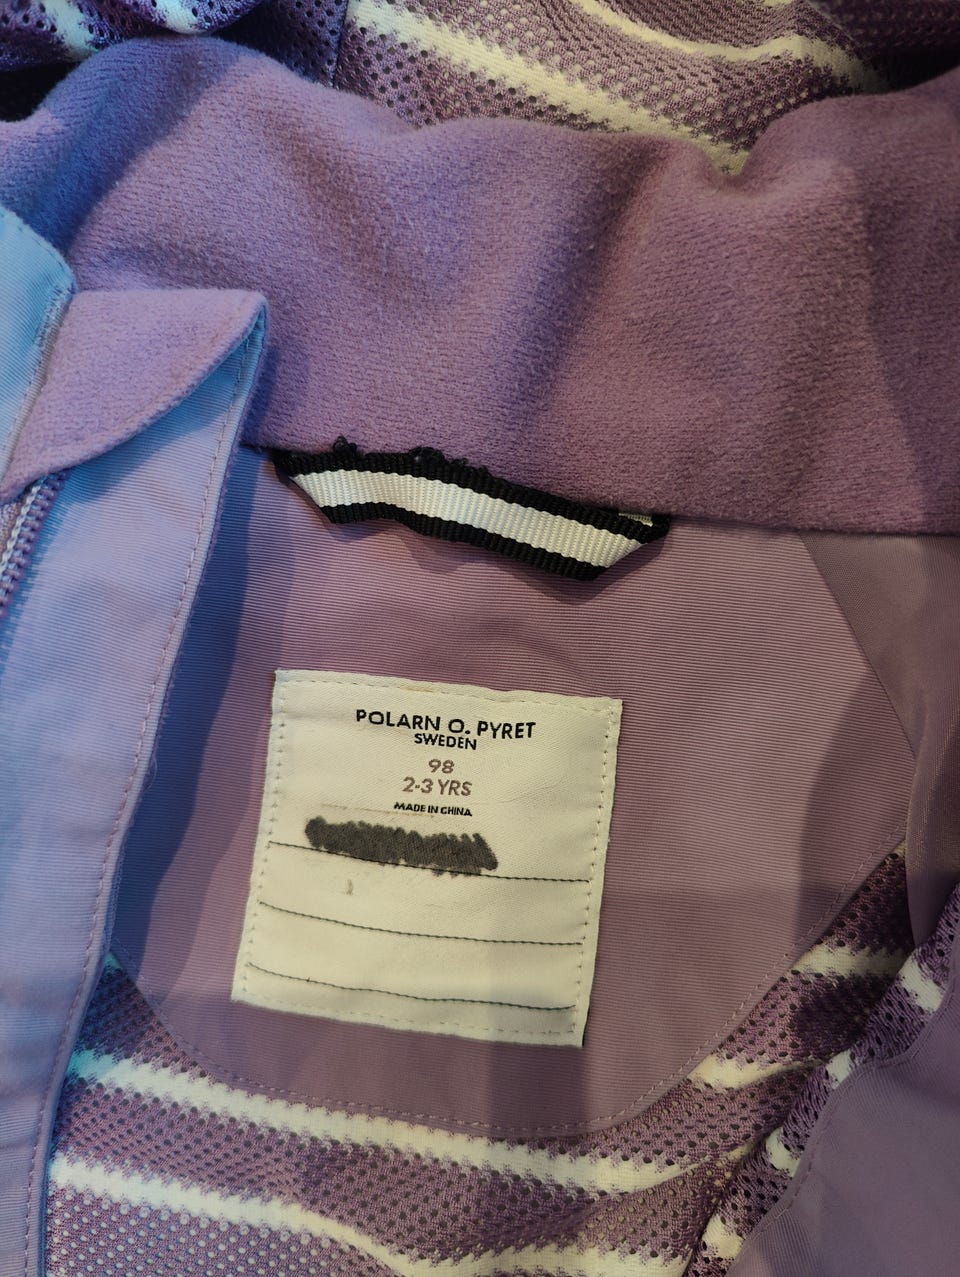 POLARN O. PYRET
SWEDEN
98
2-3 YRS
MADE IN CHINA